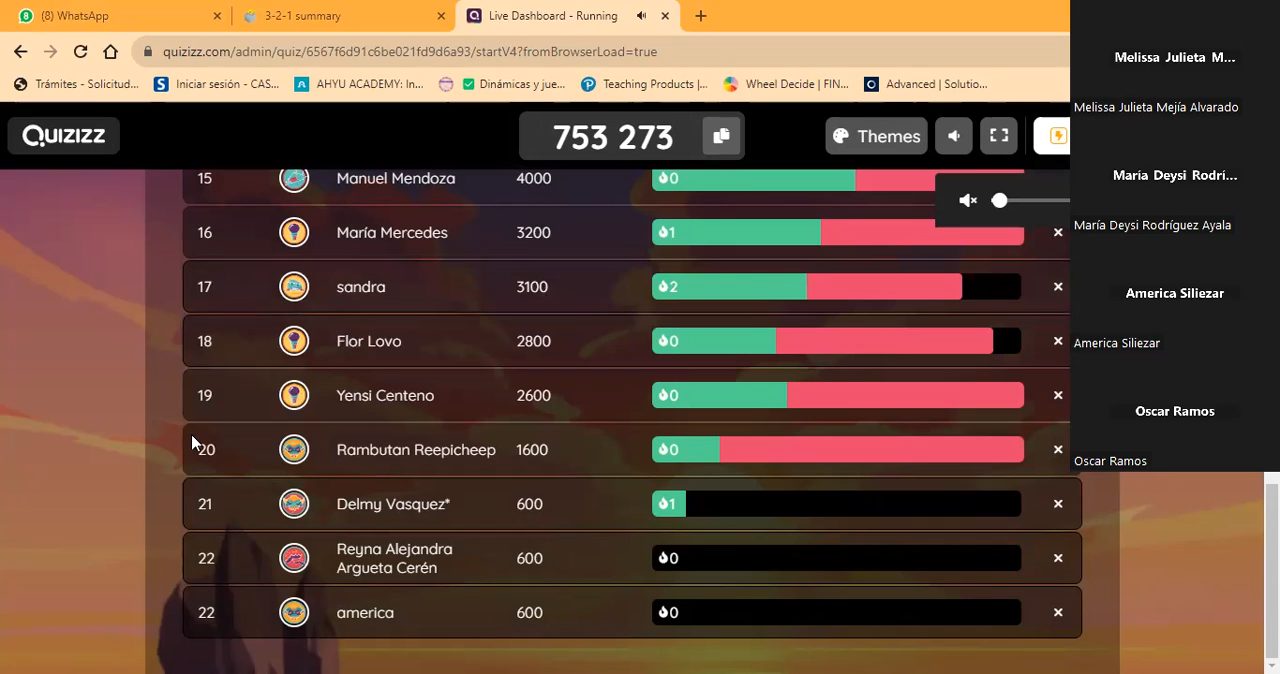 (8) WhatsApp
3-2-1 summary
Live Dashboard - Running
quizizz.com/admin/quiz/6567f6d91c6be021fd9d6a93/startV4?fromBrowserLoad=true
Trámites - Solicitud...
Iniciar sesión - CAS...
AHYU ACADEMY: In...
Dinámicas y jue...
Teaching Products |...
Wheel Decide | FIN...
Advanced | Solutio...
QUIZIZZ
753 273
Themes
15 Manuel Mendoza 4000 0
16 María Mercedes 3200 1
17 sandra 3100 2
18 Flor Lovo 2800 0
19 Yensi Centeno 2600 0
20 Rambutan Reepicheep 1600 0
21 Delmy Vasquez* 600 1
22 Reyna Alejandra
Argueta Cerén 600 0
22 america 600 0
Melissa Julieta M...
Melissa Julieta Mejía Alvarado
María Deysi Rodrí...
María Deysi Rodríguez Ayala
America Siliezar
America Siliezar
Oscar Ramos
Oscar Ramos